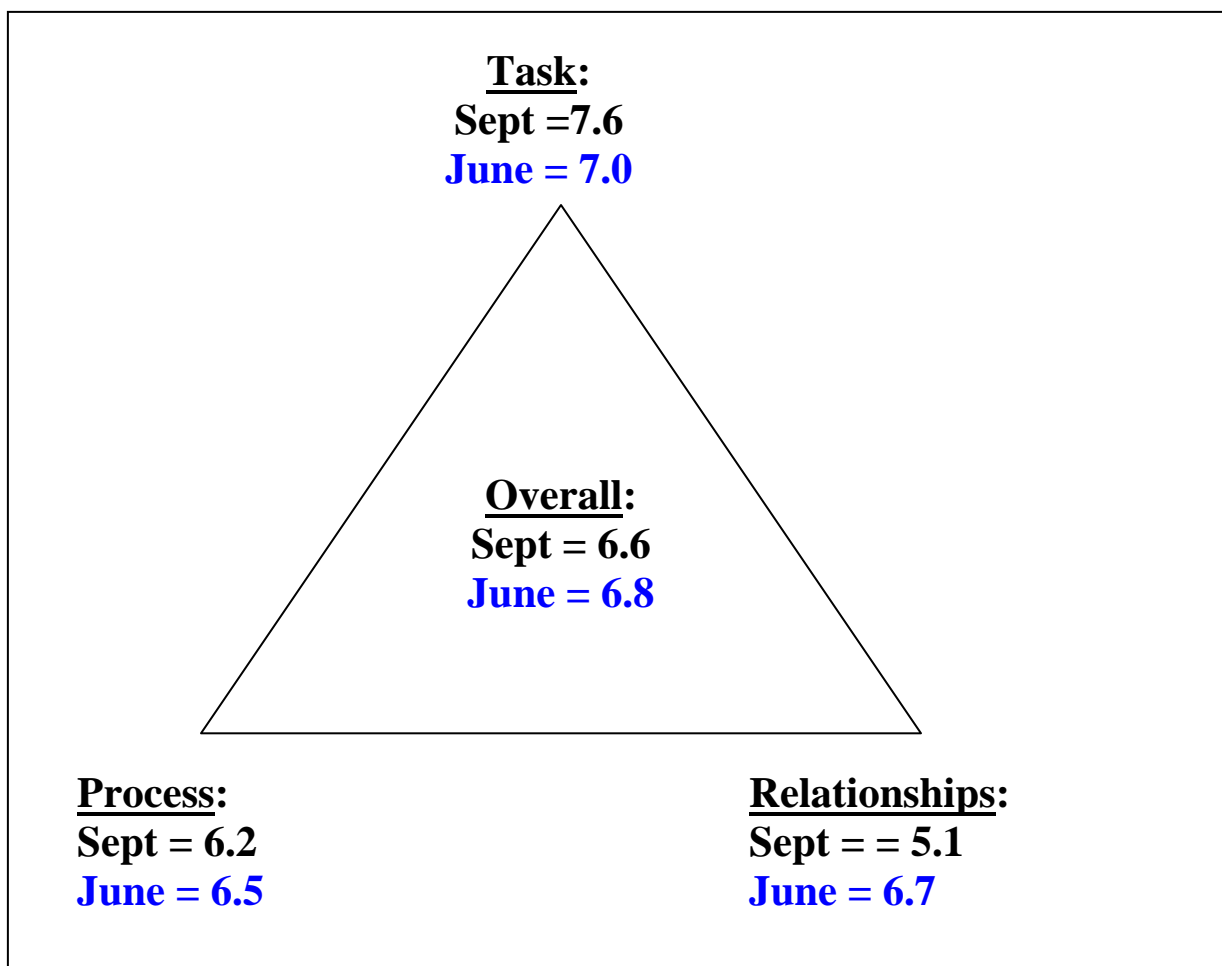 Task:
Sept =7.6
June = 7.0
Overall:
Sept = 6.6
June = 6.8
Process:
Sept = 6.2
June = 6.5
Relationships:
Sept = = 5.1
June = 6.7